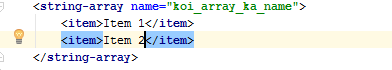 <string-array name="koi_array_ka_name">
<item>Item 1</item>
<item>Item 2</item>
</string-array>